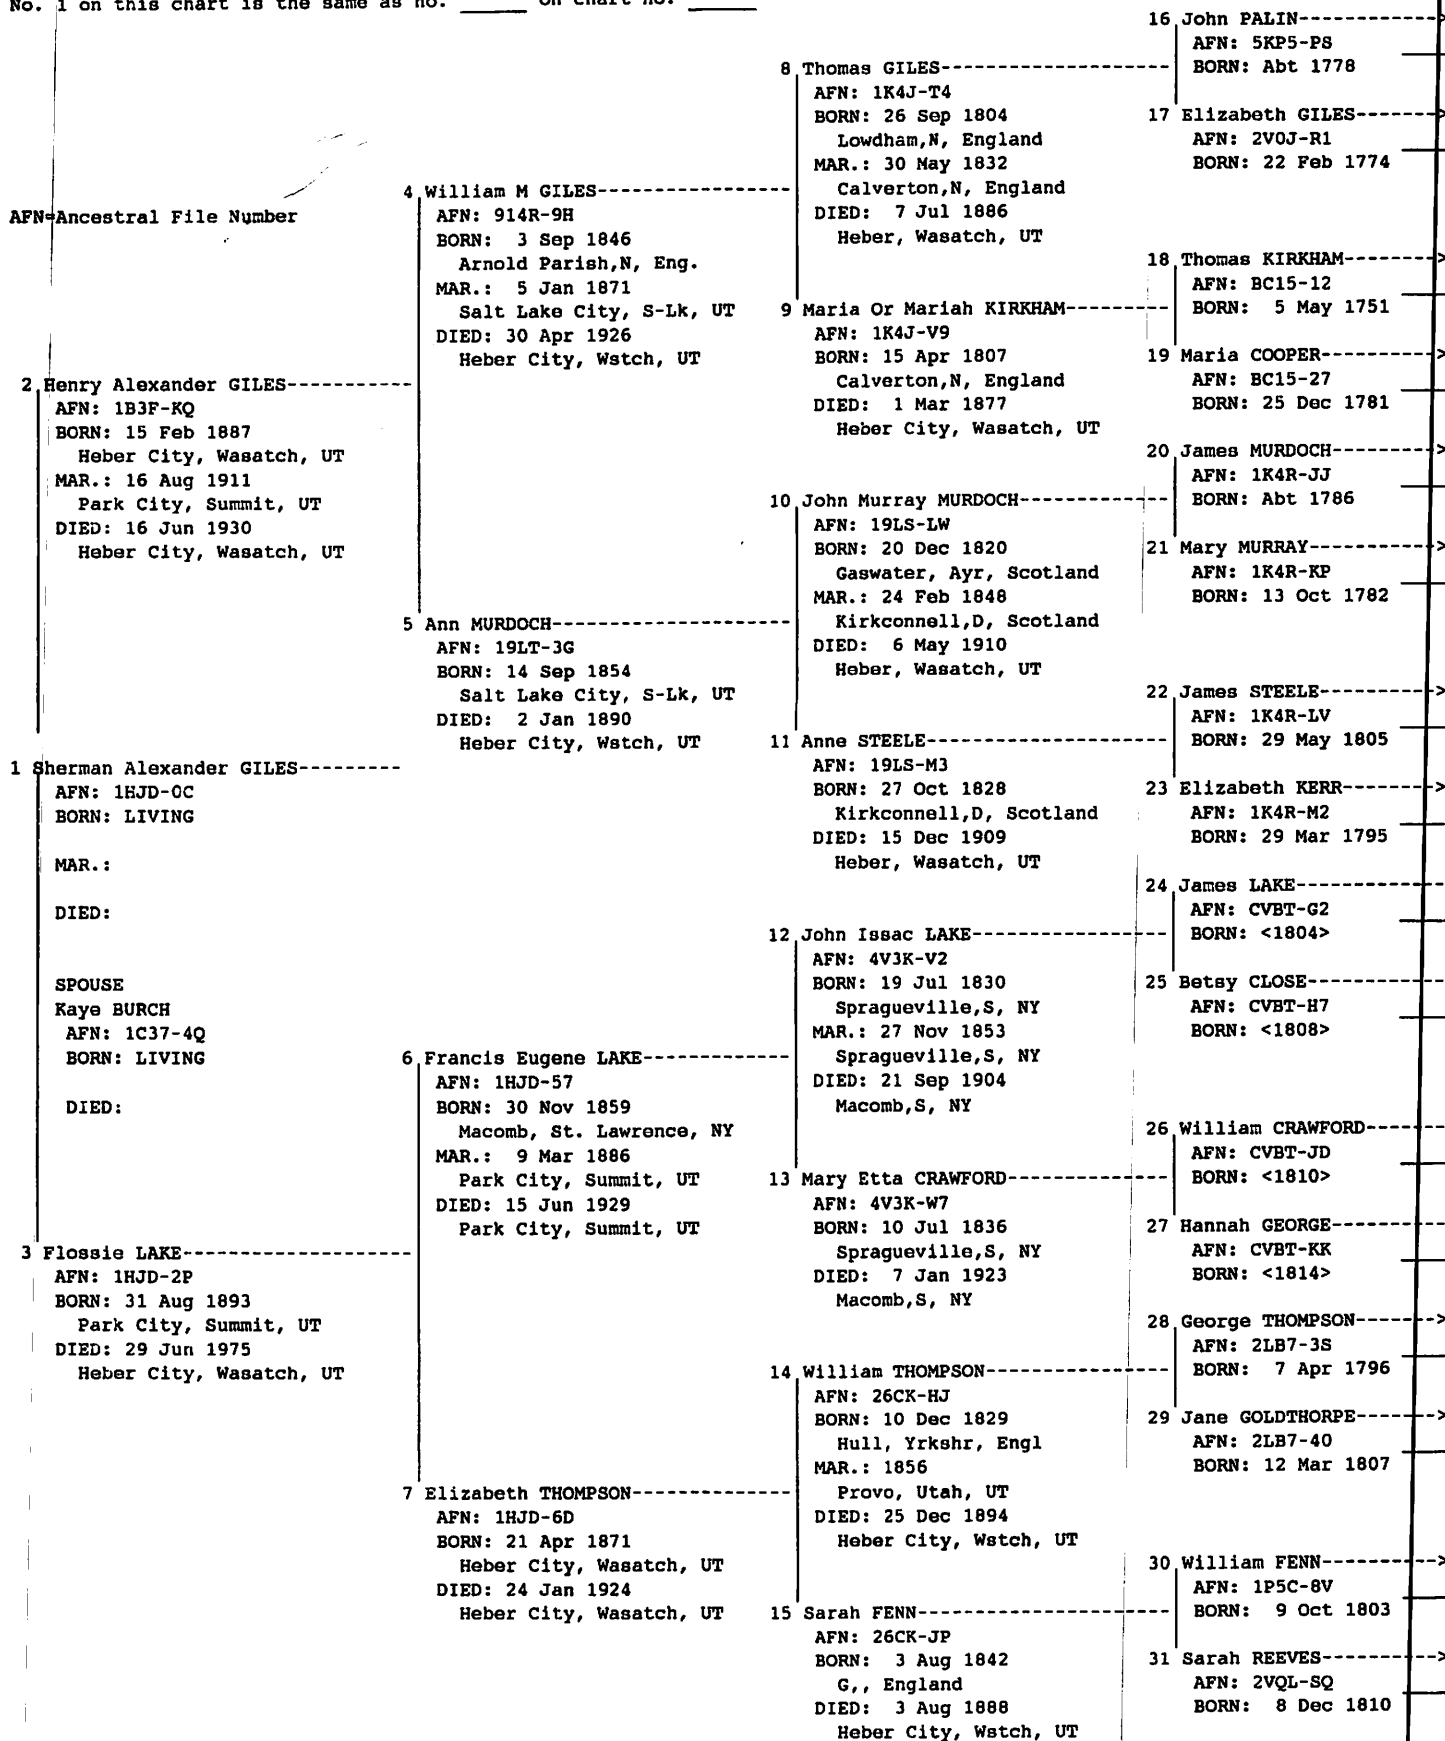 No. 1 on this chart is the same as no. _____ on chart no. _____
AFN=Ancestral File Number
1 Sherman Alexander GILES---------
AFN: 1HJD-0C
BORN: LIVING
MAR.:
DIED:
SPOUSE
Kaye BURCH
AFN: 1C37-4Q
BORN: LIVING
DIED:
2 Henry Alexander GILES-----------
AFN: 1B3F-KQ
BORN: 15 Feb 1887
Heber City, Wasatch, UT
MAR.: 16 Aug 1911
Park City, Summit, UT
DIED: 16 Jun 1930
Heber City, Wasatch, UT
3 Flossie LAKE--------------------
AFN: 1HJD-2P
BORN: 31 Aug 1893
Park City, Summit, UT
DIED: 29 Jun 1975
Heber City, Wasatch, UT
4 William M GILES-----------------
AFN: 914R-9H
BORN: 3 Sep 1846
Arnold Parish,N, Eng.
MAR.: 5 Jan 1871
Salt Lake City, S-Lk, UT
DIED: 30 Apr 1926
Heber City, Wstch, UT
5 Ann MURDOCH---------------------
AFN: 19LT-3G
BORN: 14 Sep 1854
Salt Lake City, S-Lk, UT
DIED: 2 Jan 1890
Heber City, Wstch, UT
6 Francis Eugene LAKE-------------
AFN: 1HJD-57
BORN: 30 Nov 1859
Macomb, St. Lawrence, NY
MAR.: 9 Mar 1886
Park City, Summit, UT
DIED: 15 Jun 1929
Park City, Summit, UT
7 Elizabeth THOMPSON--------------
AFN: 1HJD-6D
BORN: 21 Apr 1871
Heber City, Wasatch, UT
DIED: 24 Jan 1924
Heber City, Wasatch, UT
8 Thomas GILES--------------------
AFN: 1K4J-T4
BORN: 26 Sep 1804
Lowdham,N, England
MAR.: 30 May 1832
Calverton,N, England
DIED: 7 Jul 1886
Heber, Wasatch, UT
9 Maria Or Mariah KIRKHAM---------
AFN: 1K4J-V9
BORN: 15 Apr 1807
Calverton,N, England
DIED: 1 Mar 1877
Heber City, Wasatch, UT
10 John Murray MURDOCH-------------
AFN: 19LS-LW
BORN: 20 Dec 1820
Gaswater, Ayr, Scotland
MAR.: 24 Feb 1848
Kirkconnell,D, Scotland
DIED: 6 May 1910
Heber, Wasatch, UT
11 Anne STEELE---------------------
AFN: 19LS-M3
BORN: 27 Oct 1828
Kirkconnell,D, Scotland
DIED: 15 Dec 1909
Heber, Wasatch, UT
12 John Issac LAKE-----------------
AFN: 4V3K-V2
BORN: 19 Jul 1830
Spragueville,S, NY
MAR.: 27 Nov 1853
Spragueville,S, NY
DIED: 21 Sep 1904
Macomb,S, NY
13 Mary Etta CRAWFORD--------------
AFN: 4V3K-W7
BORN: 10 Jul 1836
Spragueville,S, NY
DIED: 7 Jan 1923
Macomb,S, NY
14 William THOMPSON----------------
AFN: 26CK-HJ
BORN: 10 Dec 1829
Hull, Yrkshr, Engl
MAR.: 1856
Provo, Utah, UT
DIED: 25 Dec 1894
Heber City, Wstch, UT
15 Sarah FENN----------------------
AFN: 26CK-JP
BORN: 3 Aug 1842
G,, England
DIED: 3 Aug 1888
Heber City, Wstch, UT
16 John PALIN------------>
AFN: 5KP5-PS
BORN: Abt 1778
17 Elizabeth GILES------->
AFN: 2V0J-R1
BORN: 22 Feb 1774
18 Thomas KIRKHAM-------->
AFN: BC15-12
BORN: 5 May 1751
19 Maria COOPER---------->
AFN: BC15-27
BORN: 25 Dec 1781
20 James MURDOCH--------->
AFN: 1K4R-JJ
BORN: Abt 1786
21 Mary MURRAY----------->
AFN: 1K4R-KP
BORN: 13 Oct 1782
22 James STEELE---------->
AFN: 1K4R-LV
BORN: 29 May 1805
23 Elizabeth KERR-------->
AFN: 1K4R-M2
BORN: 29 Mar 1795
24 James LAKE-------------
AFN: CVBT-G2
BORN: <1804>
25 Betsy CLOSE------------
AFN: CVBT-H7
BORN: <1808>
26 William CRAWFORD-------
AFN: CVBT-JD
BORN: <1810>
27 Hannah GEORGE----------
AFN: CVBT-KK
BORN: <1814>
28 George THOMPSON------->
AFN: 2LB7-3S
BORN: 7 Apr 1796
29 Jane GOLDTHORPE------->
AFN: 2LB7-40
BORN: 12 Mar 1807
30 William FENN---------->
AFN: 1P5C-8V
BORN: 9 Oct 1803
31 Sarah REEVES---------->
AFN: 2VQL-SQ
BORN: 8 Dec 1810